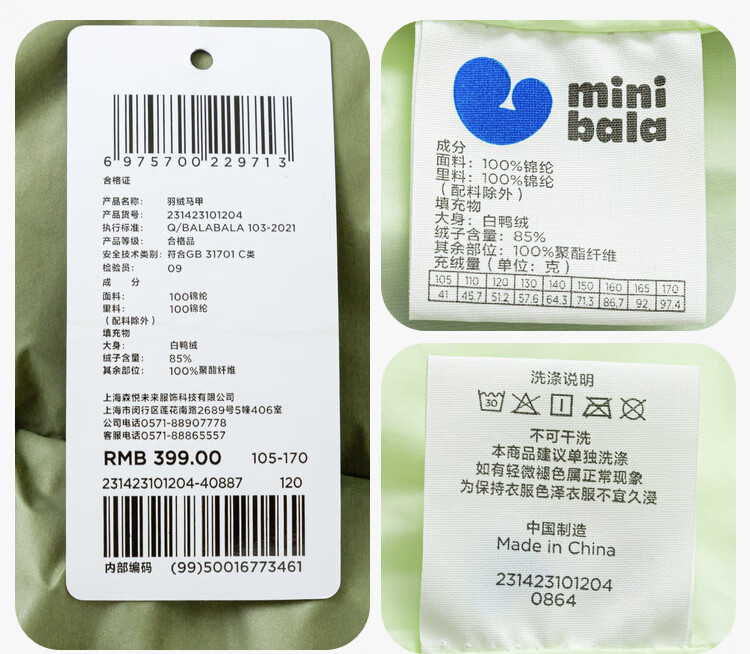 6 975700 229713
合格证
产品名称： 羽绒马甲
产品货号： 231423101204
执行标准： Q/BALABALA 103-2021
产品等级： 合格品
安全技术类别： 符合GB 31701 C类
检验员： 09
成 分
面料： 100锦纶
里料： 100锦纶
（配料除外）
填充物
大身： 白鸭绒
绒子含量： 85%
其余部位： 100%聚酯纤维
上海森悦未来服饰科技有限公司
上海市闵行区莲花南路2689号5幢406室
公司电话0571-88907778
客服电话0571-88865557
RMB 399.00 105-170
231423101204-40887 120
内部编码 (99)50016773461
mini
bala
成分
面料：100%锦纶
里料：100%锦纶
（配料除外）
填充物
大身：白鸭绒
绒子含量：85%
其余部位：100%聚酯纤维
充绒量（单位：克）
105 110 120 130 140 150 160 165 170
41 45.7 51.2 57.6 64.3 71.3 86.7 92 97.4
洗涤说明
30
不可干洗
本商品建议单独洗涤
如有轻微褪色属正常现象
为保持衣服色泽衣服不宜久浸
中国制造
Made in China
231423101204
0864